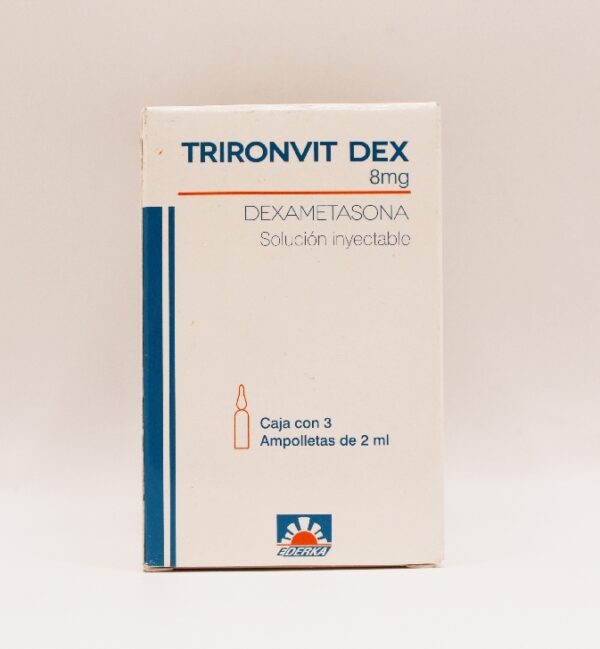 TRIRONVIT DEX
8mg
DEXAMETASONA
Solución inyectable
Caja con 3
Ampolletas de 2 ml
EDERKA